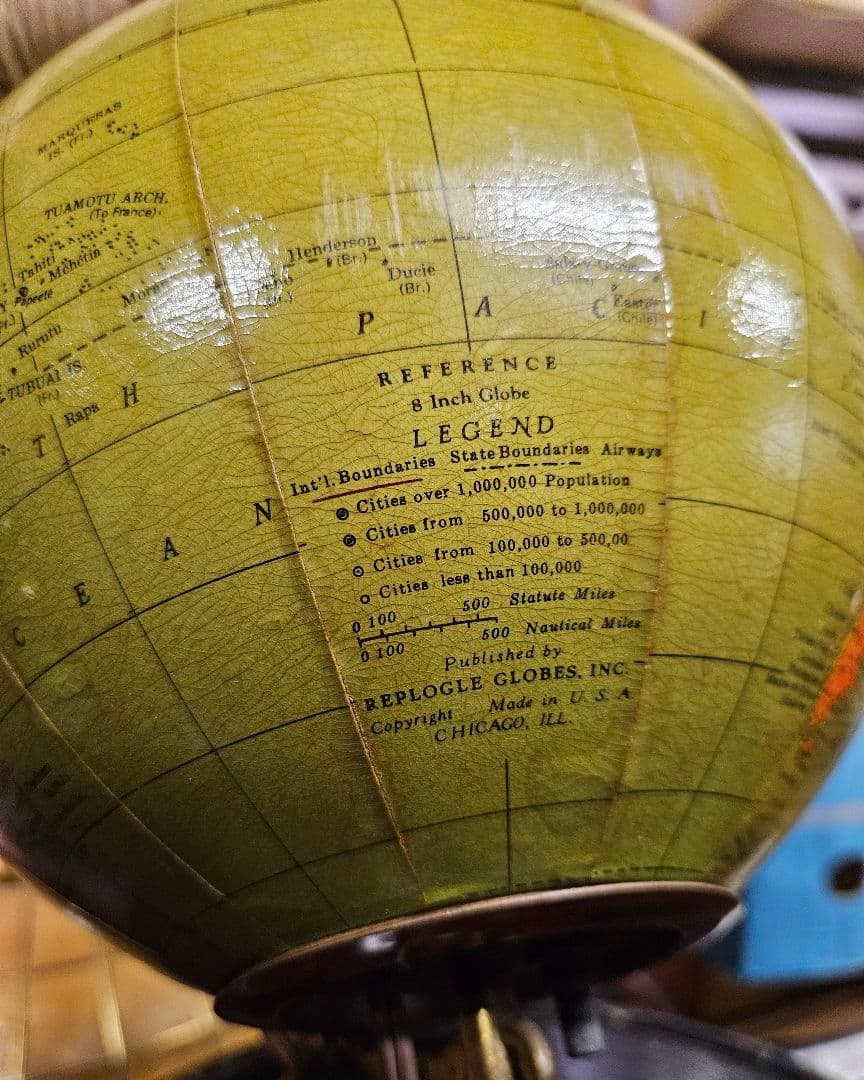 MARQUESAS
IS. (Fr.)
TUAMOTU ARCH.
(To France)
Tahiti
Mehetia
Papeete
Rurutu
TUBUAI IS.
(Fr.)
Rapa
Henderson
(Br.)
Ducie
(Br.)
Easter
(Chile)
(Chile)
S O U T H P A C I
O C E A N
REFERENCE
8 Inch Globe
LEGEND
Int'l. Boundaries State Boundaries Airways
Cities over 1,000,000 Population
Cities from 500,000 to 1,000,000
Cities from 100,000 to 500,00
Cities less than 100,000
0 100 500 Statute Miles
0 100 500 Nautical Miles
Published by
REPLOGLE GLOBES, INC.
Copyright Made in U. S. A
CHICAGO, ILL.